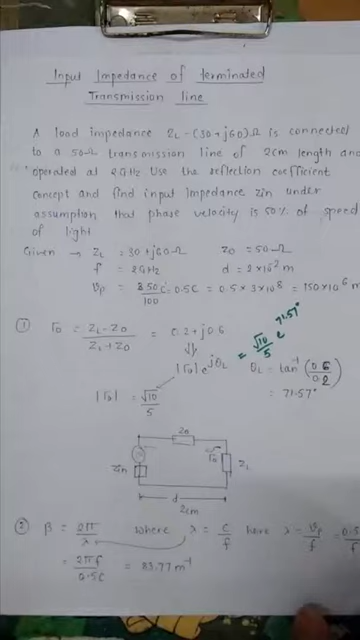 Input Impedance of terminated
Transmission line
A load impedance ZL - (30+j60)Ω is connected
to a 50-Ω transmission line of 2cm length and
operated at 2GHz Use the reflection coefficient
concept and find input Impedance Zin under
assumption that phase velocity is 50% of speed
of light
Given → ZL = 30+j60-Ω Z0 = 50-Ω
f = 2GHz d = 2×10⁻² m
Vp = 50/100 C = 0.5C = 0.5 × 3×10⁸ = 150×10⁶ m
① Γ0 = ZL-Z0 / ZL+Z0 = 0.2+j0.6 = √10/5 e 71.57°
|Γ0| e^jθL θL = tan⁻¹ (0.6/0.2)
|Γ0| = √10/5 = 71.57°
Z0
Zin Γ0 ZL
d
2cm
② β = 2π/λ where λ = C/f here λ = Vp/f = 0.5/f
= 2πf/0.5C = 83.77 m⁻¹